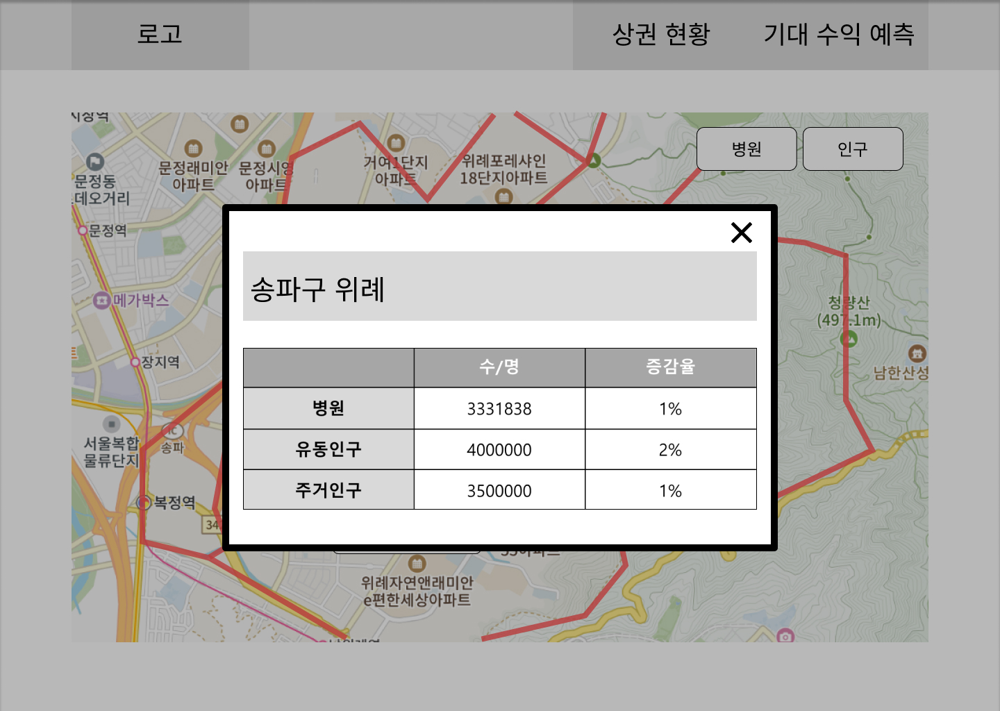 로고
상권 현황
기대 수익 예측
병원
인구
문정래미안
아파트
문정시영
아파트
거여1단지
아파트
위례포레샤인
18단지아파트
문정동
데오거리
문정역
메가박스
장지역
서울복합
물류단지
IC
송파
복정역
34
청량산
(497.1m)
남한산성
송파구 위례
수/명 증감율
병원 3331838 1%
유동인구 4000000 2%
주거인구 3500000 1%
위례자연앤래미안
e편한세상아파트